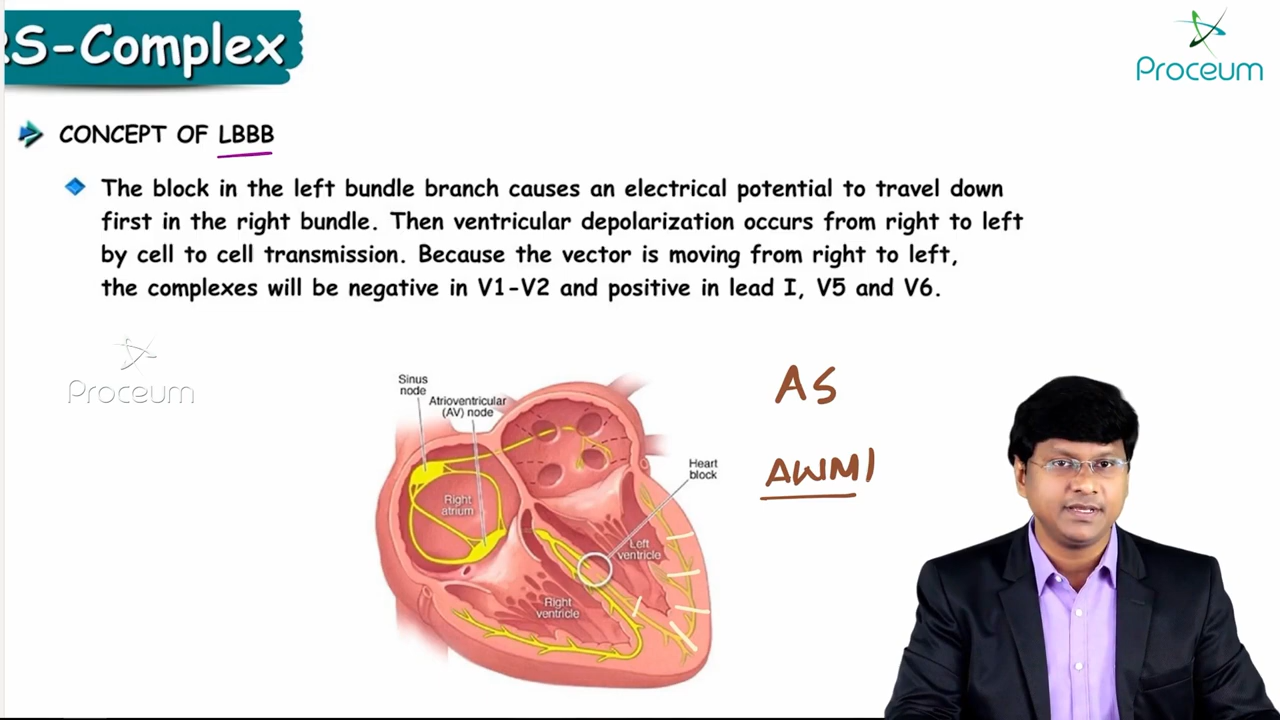 RS-Complex
Proceum
CONCEPT OF LBBB
The block in the left bundle branch causes an electrical potential to travel down
first in the right bundle. Then ventricular depolarization occurs from right to left
by cell to cell transmission. Because the vector is moving from right to left,
the complexes will be negative in V1-V2 and positive in lead I, V5 and V6.
Proceum
Sinus
node
Atrioventricular
(AV) node
AS
AWMI
Heart
block
Right
atrium
Left
ventricle
Right
ventricle